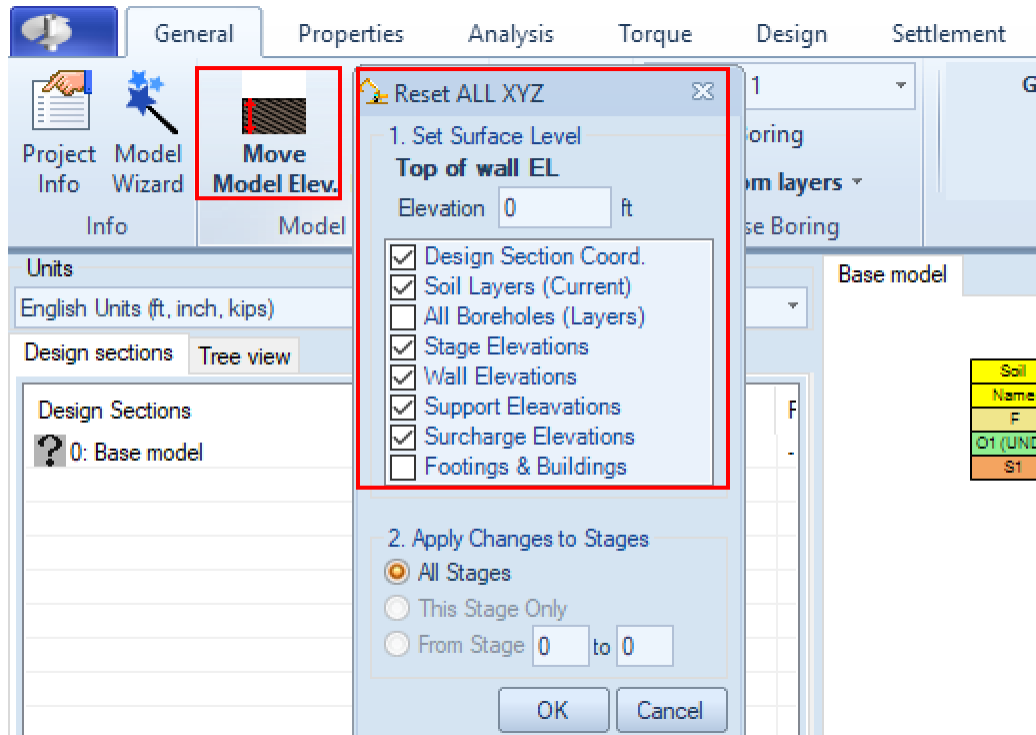 General Properties Analysis Torque Design Settlement
Project Info
Model Wizard
Move Model Elev.
Info
Model
Reset ALL XYZ
1. Set Surface Level
Top of wall EL
Elevation 0 ft
Design Section Coord.
Soil Layers (Current)
All Boreholes (Layers)
Stage Elevations
Wall Elevations
Support Eleavations
Surcharge Elevations
Footings & Buildings
2. Apply Changes to Stages
All Stages
This Stage Only
From Stage 0 to 0
OK Cancel
1
oring
om layers
se Boring
G
Units
English Units (ft, inch, kips)
Design sections Tree view
Design Sections
F
0: Base model
-
Base model
Soil
Name
F
O1 (UND
S1